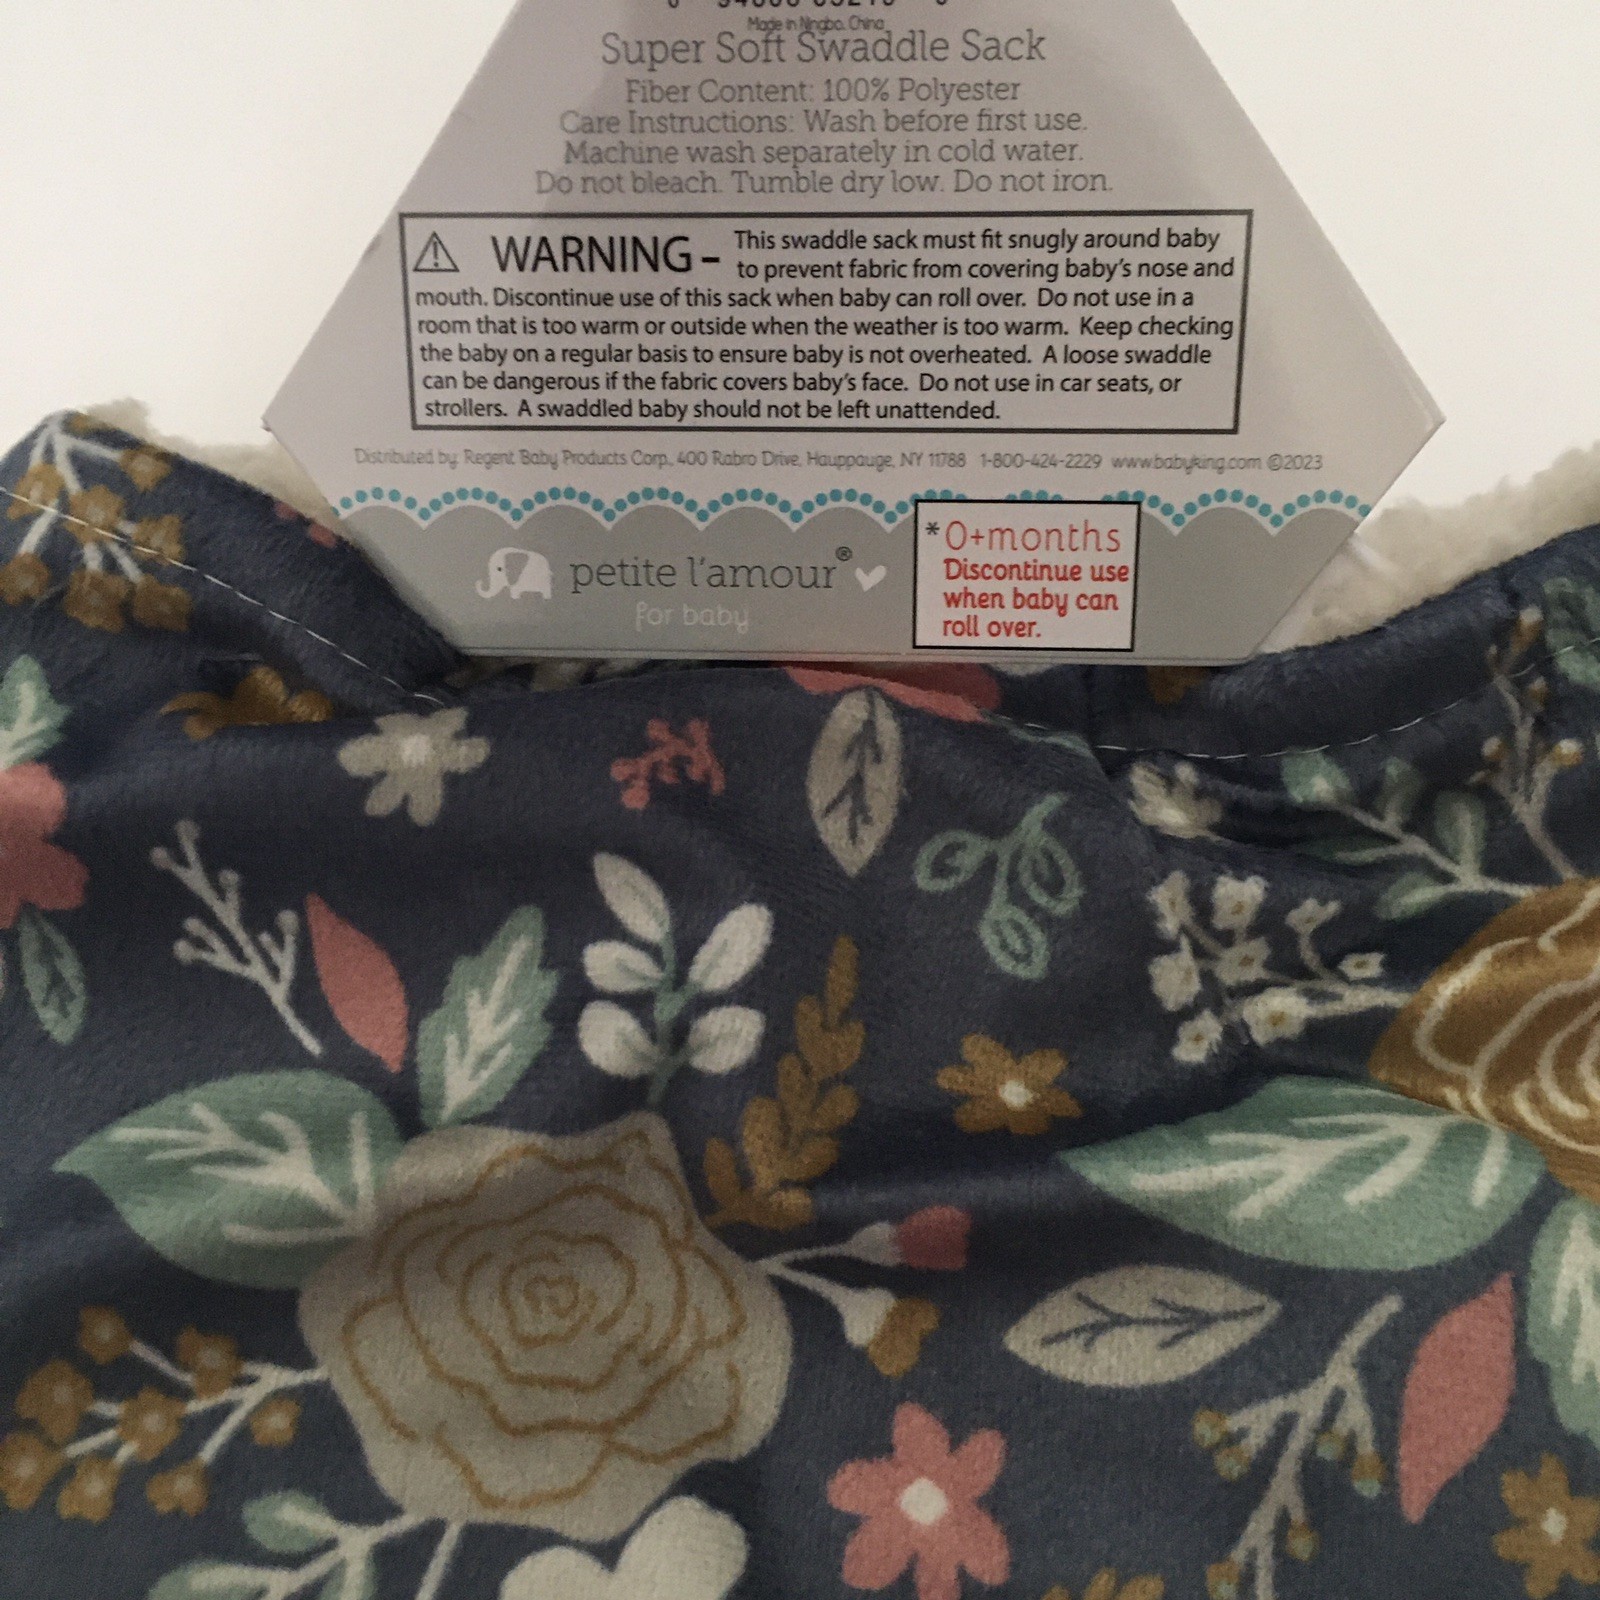 Made in Ningbo, China
Super Soft Swaddle Sack
Fiber Content: 100% Polyester
Care Instructions: Wash before first use.
Machine wash separately in cold water.
Do not bleach. Tumble dry low. Do not iron.
WARNING – This swaddle sack must fit snugly around baby
to prevent fabric from covering baby's nose and
mouth. Discontinue use of this sack when baby can roll over. Do not use in a
room that is too warm or outside when the weather is too warm. Keep checking
the baby on a regular basis to ensure baby is not overheated. A loose swaddle
can be dangerous if the fabric covers baby's face. Do not use in car seats, or
strollers. A swaddled baby should not be left unattended.
Distributed by: Regent Baby Products Corp., 400 Rabro Drive, Hauppauge, NY 11788 1-800-424-2229 www.babyking.com ©2023
petite l'amour®
for baby
*0+months
Discontinue use
when baby can
roll over.